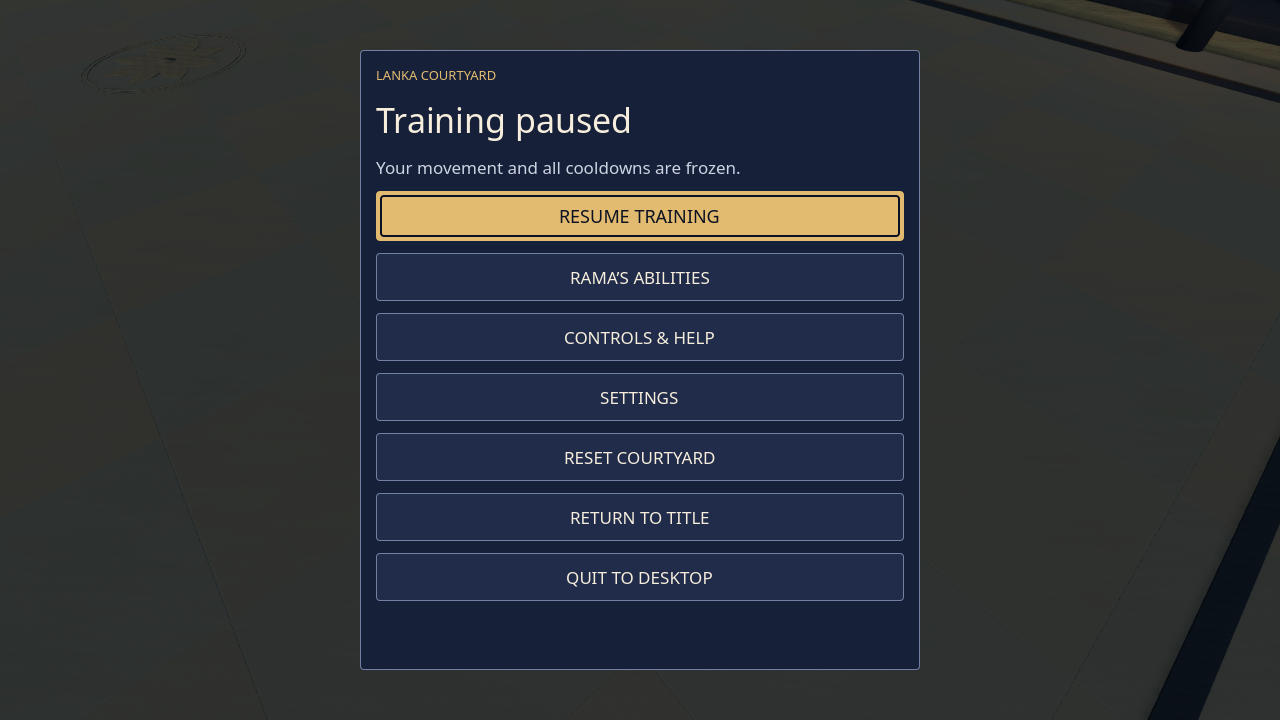 LANKA COURTYARD
Training paused
Your movement and all cooldowns are frozen.
RESUME TRAINING
RAMA’S ABILITIES
CONTROLS & HELP
SETTINGS
RESET COURTYARD
RETURN TO TITLE
QUIT TO DESKTOP